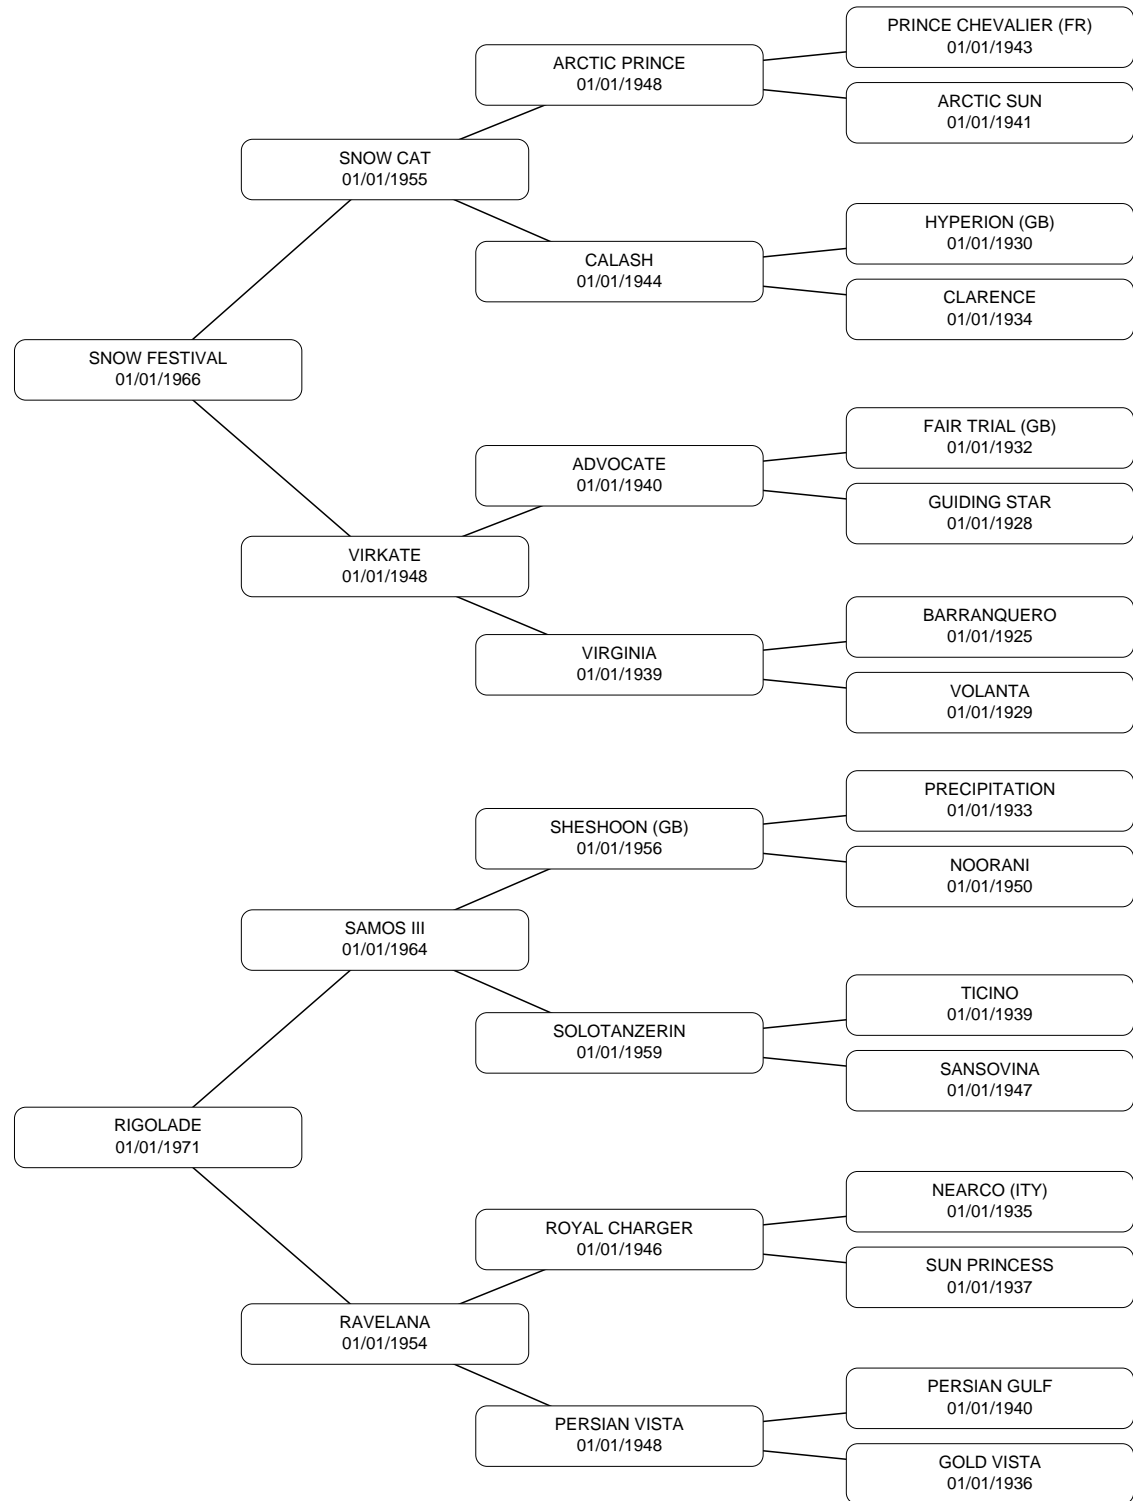 PRINCE CHEVALIER (FR)
01/01/1943
ARCTIC PRINCE
01/01/1948
ARCTIC SUN
01/01/1941
SNOW CAT
01/01/1955
HYPERION (GB)
01/01/1930
CALASH
01/01/1944
CLARENCE
01/01/1934
SNOW FESTIVAL
01/01/1966
FAIR TRIAL (GB)
01/01/1932
ADVOCATE
01/01/1940
GUIDING STAR
01/01/1928
VIRKATE
01/01/1948
BARRANQUERO
01/01/1925
VIRGINIA
01/01/1939
VOLANTA
01/01/1929
PRECIPITATION
01/01/1933
SHESHOON (GB)
01/01/1956
NOORANI
01/01/1950
SAMOS III
01/01/1964
TICINO
01/01/1939
SOLOTANZERIN
01/01/1959
SANSOVINA
01/01/1947
RIGOLADE
01/01/1971
NEARCO (ITY)
01/01/1935
ROYAL CHARGER
01/01/1946
SUN PRINCESS
01/01/1937
RAVELANA
01/01/1954
PERSIAN GULF
01/01/1940
PERSIAN VISTA
01/01/1948
GOLD VISTA
01/01/1936